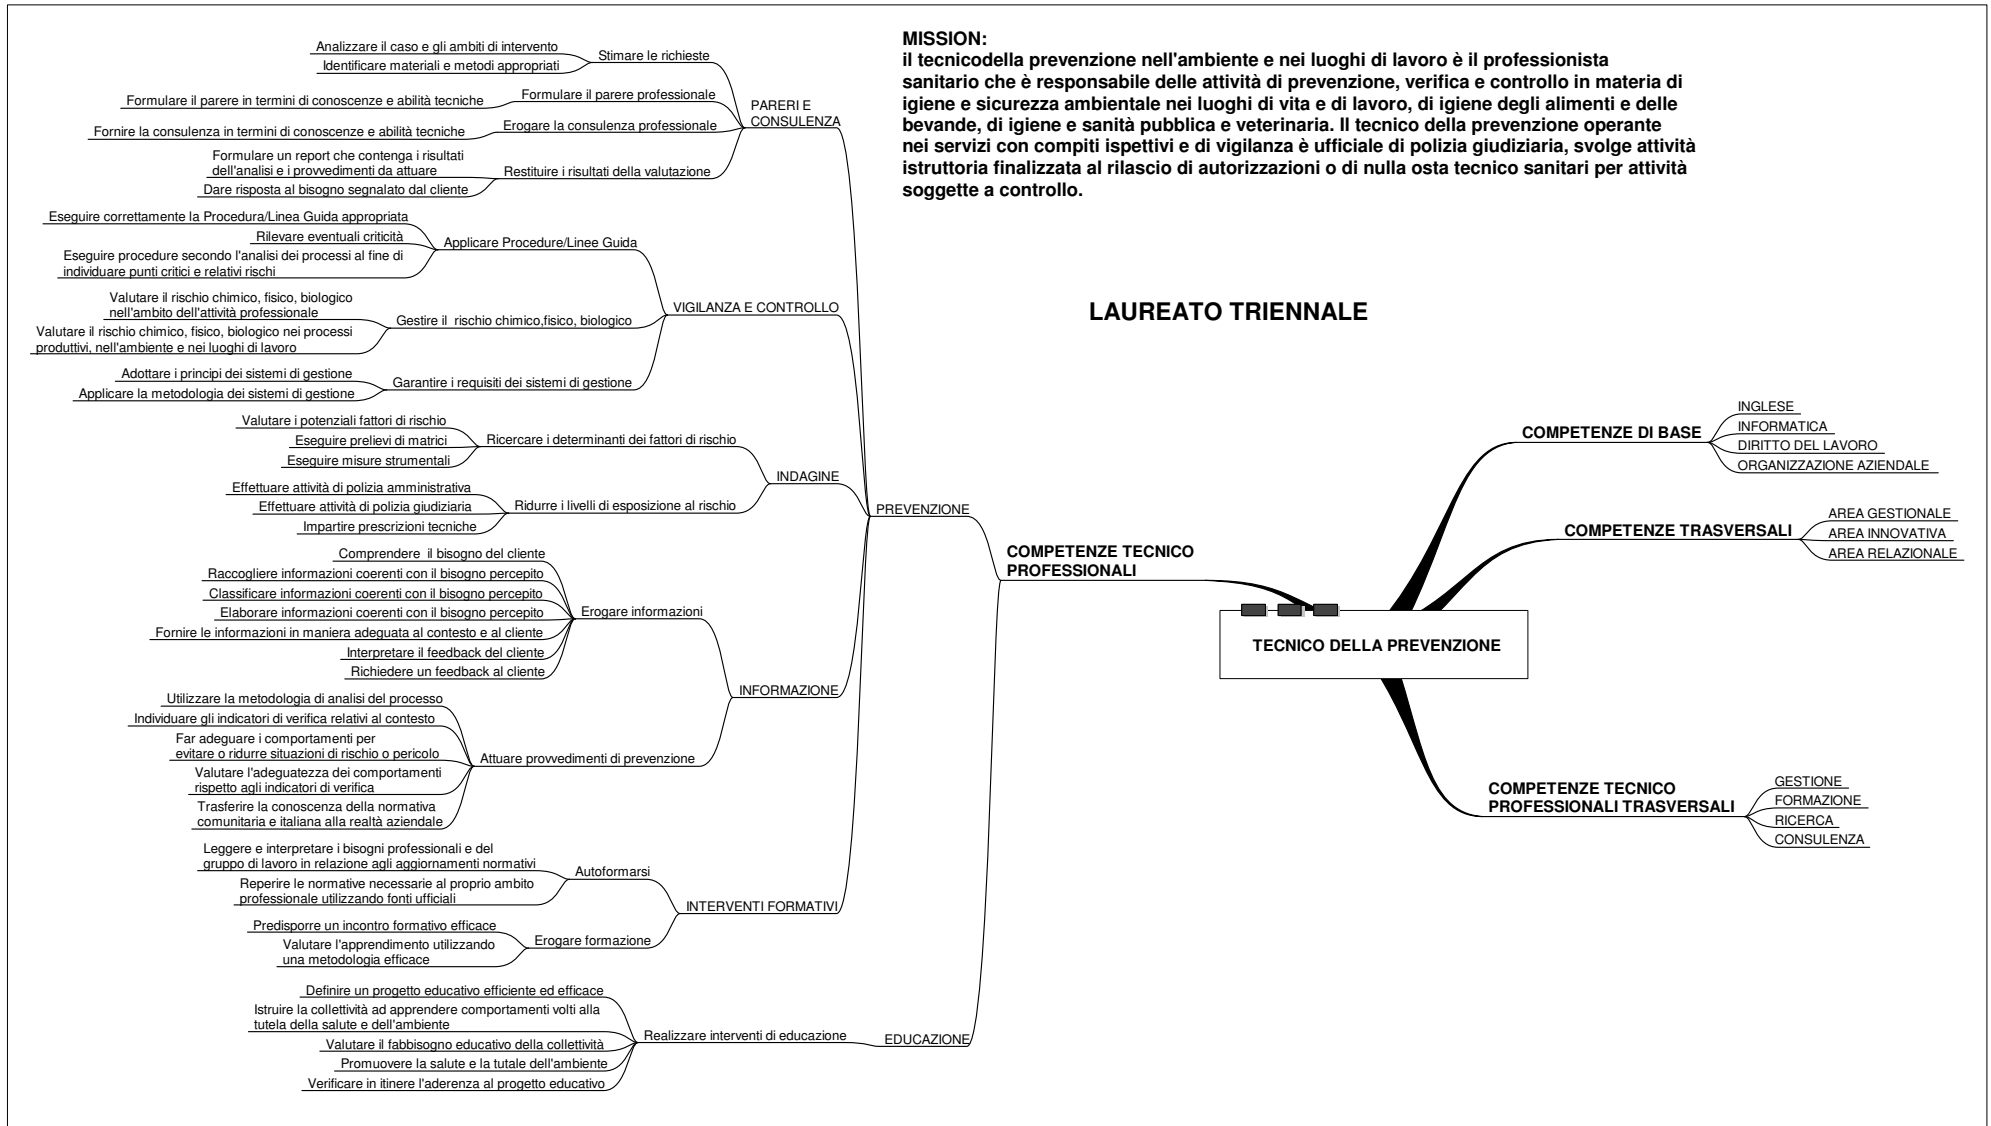 MISSION:
il tecnicodella prevenzione nell'ambiente e nei luoghi di lavoro è il professionista
sanitario che è responsabile delle attività di prevenzione, verifica e controllo in materia di
igiene e sicurezza ambientale nei luoghi di vita e di lavoro, di igiene degli alimenti e delle
bevande, di igiene e sanità pubblica e veterinaria. Il tecnico della prevenzione operante
nei servizi con compiti ispettivi e di vigilanza è ufficiale di polizia giudiziaria, svolge attività
istruttoria finalizzata al rilascio di autorizzazioni o di nulla osta tecnico sanitari per attività
soggette a controllo.
LAUREATO TRIENNALE
TECNICO DELLA PREVENZIONE
COMPETENZE DI BASE
INGLESE
INFORMATICA
DIRITTO DEL LAVORO
ORGANIZZAZIONE AZIENDALE
COMPETENZE TRASVERSALI
AREA GESTIONALE
AREA INNOVATIVA
AREA RELAZIONALE
COMPETENZE TECNICO
PROFESSIONALI TRASVERSALI
GESTIONE
FORMAZIONE
RICERCA
CONSULENZA
COMPETENZE TECNICO
PROFESSIONALI
PREVENZIONE
PARERI E
CONSULENZA
Stimare le richieste
Analizzare il caso e gli ambiti di intervento
Identificare materiali e metodi appropriati
Formulare il parere professionale
Formulare il parere in termini di conoscenze e abilità tecniche
Erogare la consulenza professionale
Fornire la consulenza in termini di conoscenze e abilità tecniche
Restituire i risultati della valutazione
Formulare un report che contenga i risultati
dell'analisi e i provvedimenti da attuare
Dare risposta al bisogno segnalato dal cliente
VIGILANZA E CONTROLLO
Applicare Procedure/Linee Guida
Eseguire correttamente la Procedura/Linea Guida appropriata
Rilevare eventuali criticità
Eseguire procedure secondo l'analisi dei processi al fine di
individuare punti critici e relativi rischi
Gestire il  rischio chimico,fisico, biologico
Valutare il rischio chimico, fisico, biologico
nell'ambito dell'attività professionale
Valutare il rischio chimico, fisico, biologico nei processi
produttivi, nell'ambiente e nei luoghi di lavoro
Garantire i requisiti dei sistemi di gestione
Adottare i principi dei sistemi di gestione
Applicare la metodologia dei sistemi di gestione
INDAGINE
Ricercare i determinanti dei fattori di rischio
Valutare i potenziali fattori di rischio
Eseguire prelievi di matrici
Eseguire misure strumentali
Ridurre i livelli di esposizione al rischio
Effettuare attività di polizia amministrativa
Effettuare attività di polizia giudiziaria
Impartire prescrizioni tecniche
INFORMAZIONE
Erogare informazioni
Comprendere  il bisogno del cliente
Raccogliere informazioni coerenti con il bisogno percepito
Classificare informazioni coerenti con il bisogno percepito
Elaborare informazioni coerenti con il bisogno percepito
Fornire le informazioni in maniera adeguata al contesto e al cliente
Interpretare il feedback del cliente
Richiedere un feedback al cliente
Attuare provvedimenti di prevenzione
Utilizzare la metodologia di analisi del processo
Individuare gli indicatori di verifica relativi al contesto
Far adeguare i comportamenti per
evitare o ridurre situazioni di rischio o pericolo
Valutare l'adeguatezza dei comportamenti
rispetto agli indicatori di verifica
Trasferire la conoscenza della normativa
comunitaria e italiana alla realtà aziendale
INTERVENTI FORMATIVI
Autoformarsi
Leggere e interpretare i bisogni professionali e del
gruppo di lavoro in relazione agli aggiornamenti normativi
Reperire le normative necessarie al proprio ambito
professionale utilizzando fonti ufficiali
Erogare formazione
Predisporre un incontro formativo efficace
Valutare l'apprendimento utilizzando
una metodologia efficace
EDUCAZIONE
Realizzare interventi di educazione
Definire un progetto educativo efficiente ed efficace
Istruire la collettività ad apprendere comportamenti volti alla
tutela della salute e dell'ambiente
Valutare il fabbisogno educativo della collettività
Promuovere la salute e la tutale dell'ambiente
Verificare in itinere l'aderenza al progetto educativo